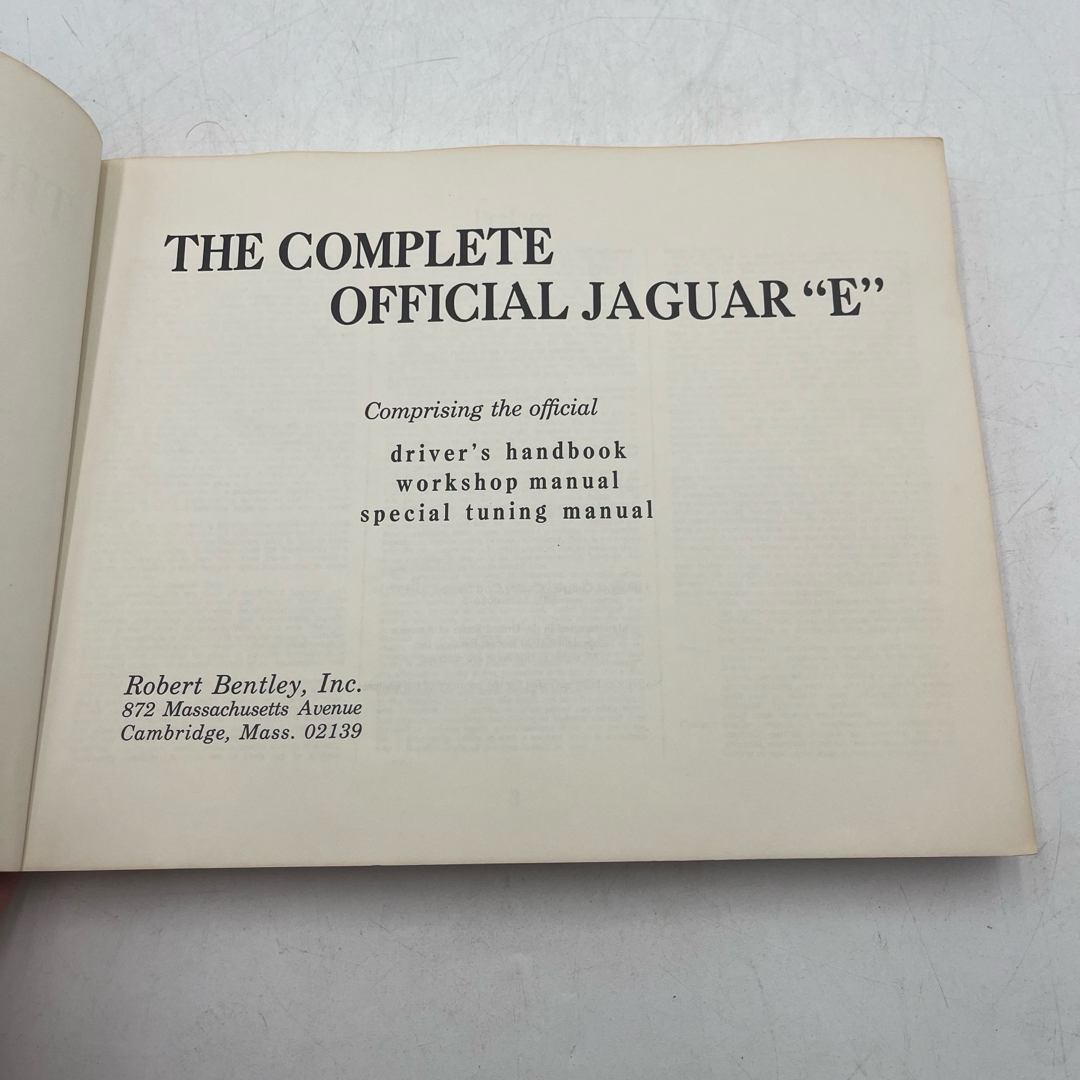 THE COMPLETE
OFFICIAL JAGUAR “E”
Comprising the official
driver’s handbook
workshop manual
special tuning manual
Robert Bentley, Inc.
872 Massachusetts Avenue
Cambridge, Mass. 02139